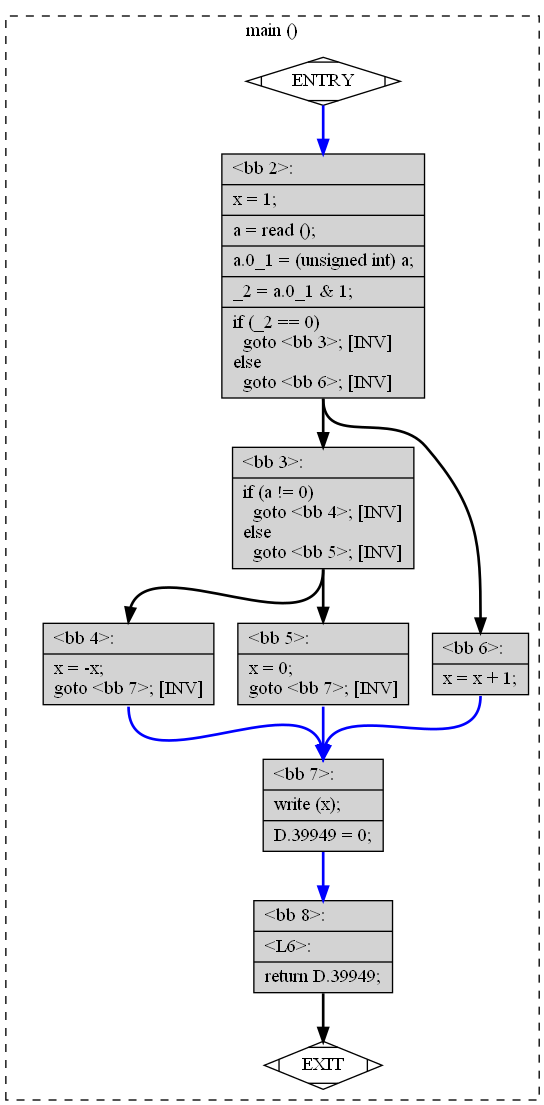 main ()
ENTRY
<bb 2>:
x = 1;
a = read ();
a.0_1 = (unsigned int) a;
_2 = a.0_1 & 1;
if (_2 == 0)
goto <bb 3>; [INV]
else
goto <bb 6>; [INV]
<bb 3>:
if (a != 0)
goto <bb 4>; [INV]
else
goto <bb 5>; [INV]
<bb 4>:
x = -x;
goto <bb 7>; [INV]
<bb 5>:
x = 0;
goto <bb 7>; [INV]
<bb 6>:
x = x + 1;
<bb 7>:
write (x);
D.39949 = 0;
<bb 8>:
<L6>:
return D.39949;
EXIT